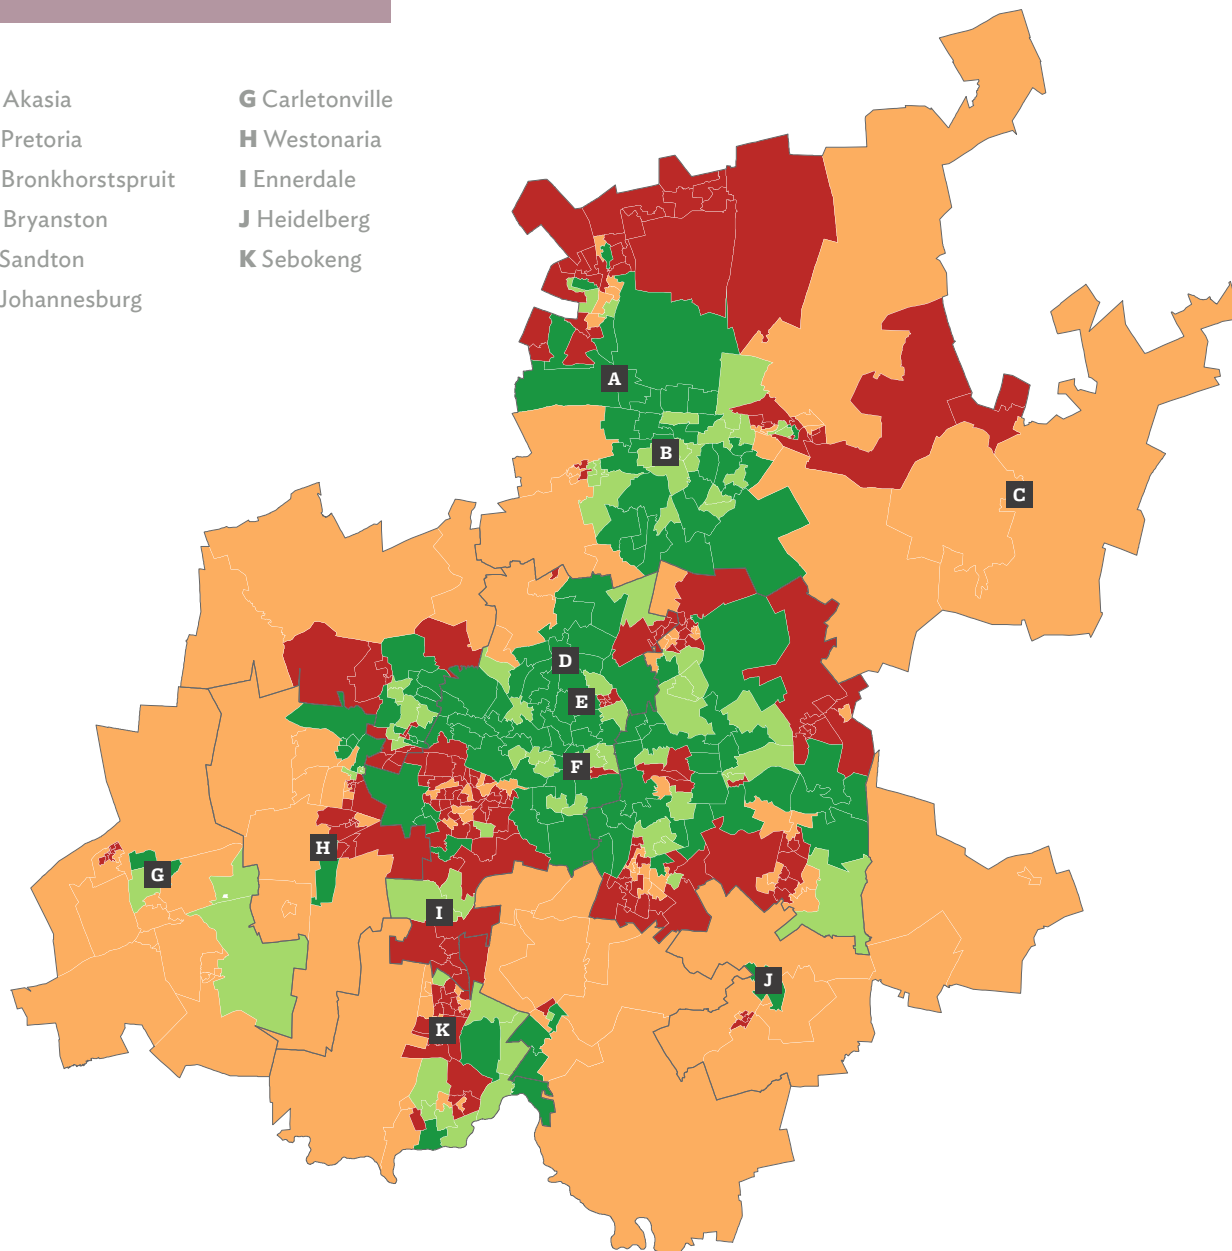 Akasia
Pretoria
Bronkhorstspruit
Bryanston
Sandton
Johannesburg
G Carletonville
H Westonaria
I Ennerdale
J Heidelberg
K Sebokeng
A
B
C
D
E
F
H
G
I
J
K